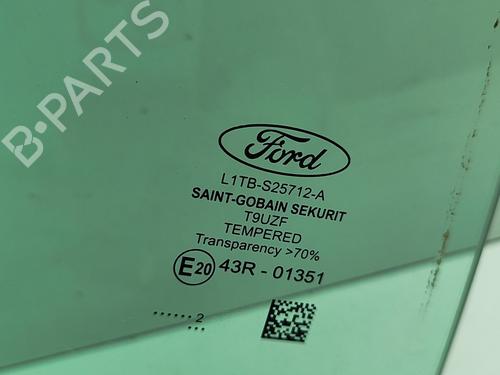 B-PARTS
Ford
L1TB-S25712-A
SAINT-GOBAIN SEKURIT
T9UZF
TEMPERED
Transparency >70%
E20 43R - 01351
...... 2
...